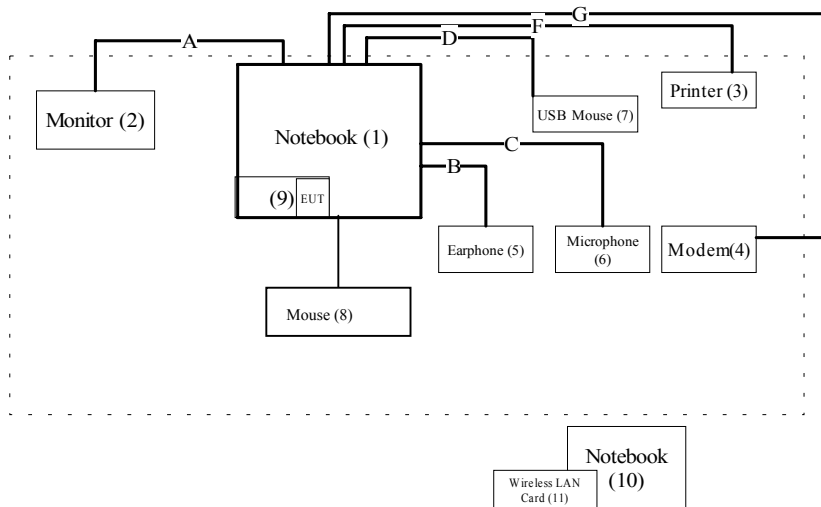 G
F
A
D
Monitor (2)
Printer (3)
USB Mouse (7)
Notebook (1)
C
B
(9)
EUT
Earphone (5)
Microphone
(6)
Modem(4)
Mouse (8)
Notebook
(10)
Wireless LAN
Card (11)